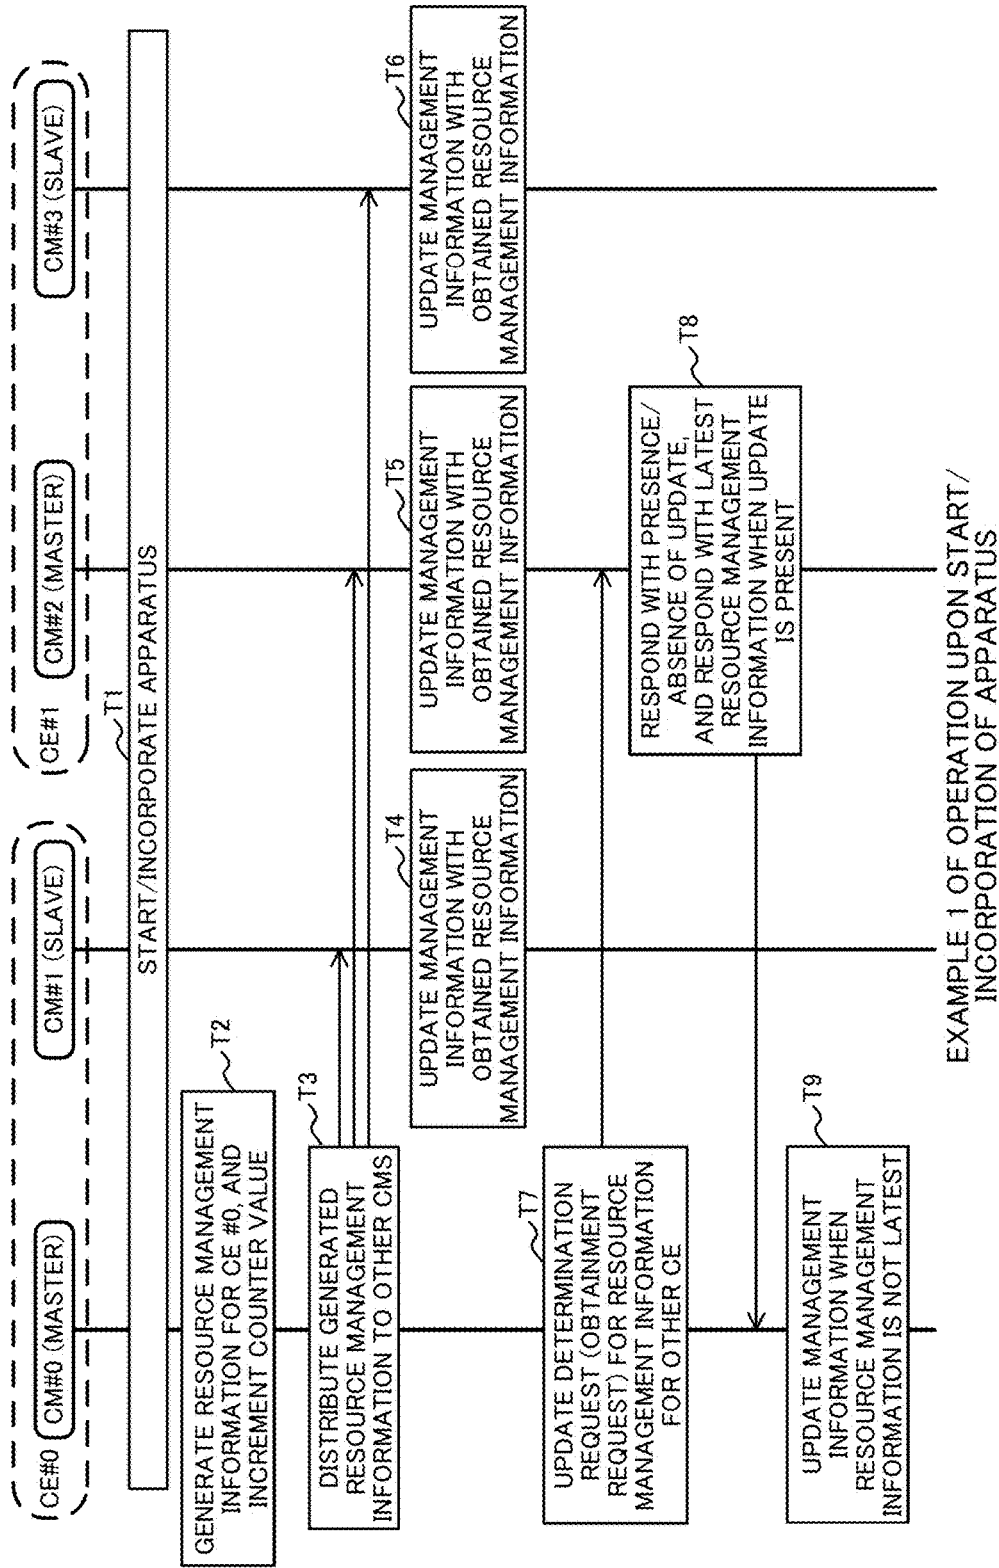 CE#0
CM#0 (MASTER)
CM#1 (SLAVE)
CE#1
CM#2 (MASTER)
CM#3 (SLAVE)
T1
START/INCORPORATE APPARATUS
T2
GENERATE RESOURCE MANAGEMENT
INFORMATION FOR CE #0, AND
INCREMENT COUNTER VALUE
T3
DISTRIBUTE GENERATED
RESOURCE MANAGEMENT
INFORMATION TO OTHER CMS
T4
UPDATE MANAGEMENT
INFORMATION WITH
OBTAINED RESOURCE
MANAGEMENT INFORMATION
T5
UPDATE MANAGEMENT
INFORMATION WITH
OBTAINED RESOURCE
MANAGEMENT INFORMATION
T6
UPDATE MANAGEMENT
INFORMATION WITH
OBTAINED RESOURCE
MANAGEMENT INFORMATION
T7
UPDATE DETERMINATION
REQUEST (OBTAINMENT
REQUEST) FOR RESOURCE
MANAGEMENT INFORMATION
FOR OTHER CE
T8
RESPOND WITH PRESENCE/
ABSENCE OF UPDATE,
AND RESPOND WITH LATEST
RESOURCE MANAGEMENT
INFORMATION WHEN UPDATE
IS PRESENT
T9
UPDATE MANAGEMENT
INFORMATION WHEN
RESOURCE MANAGEMENT
INFORMATION IS NOT LATEST
EXAMPLE 1 OF OPERATION UPON START/
INCORPORATION OF APPARATUS